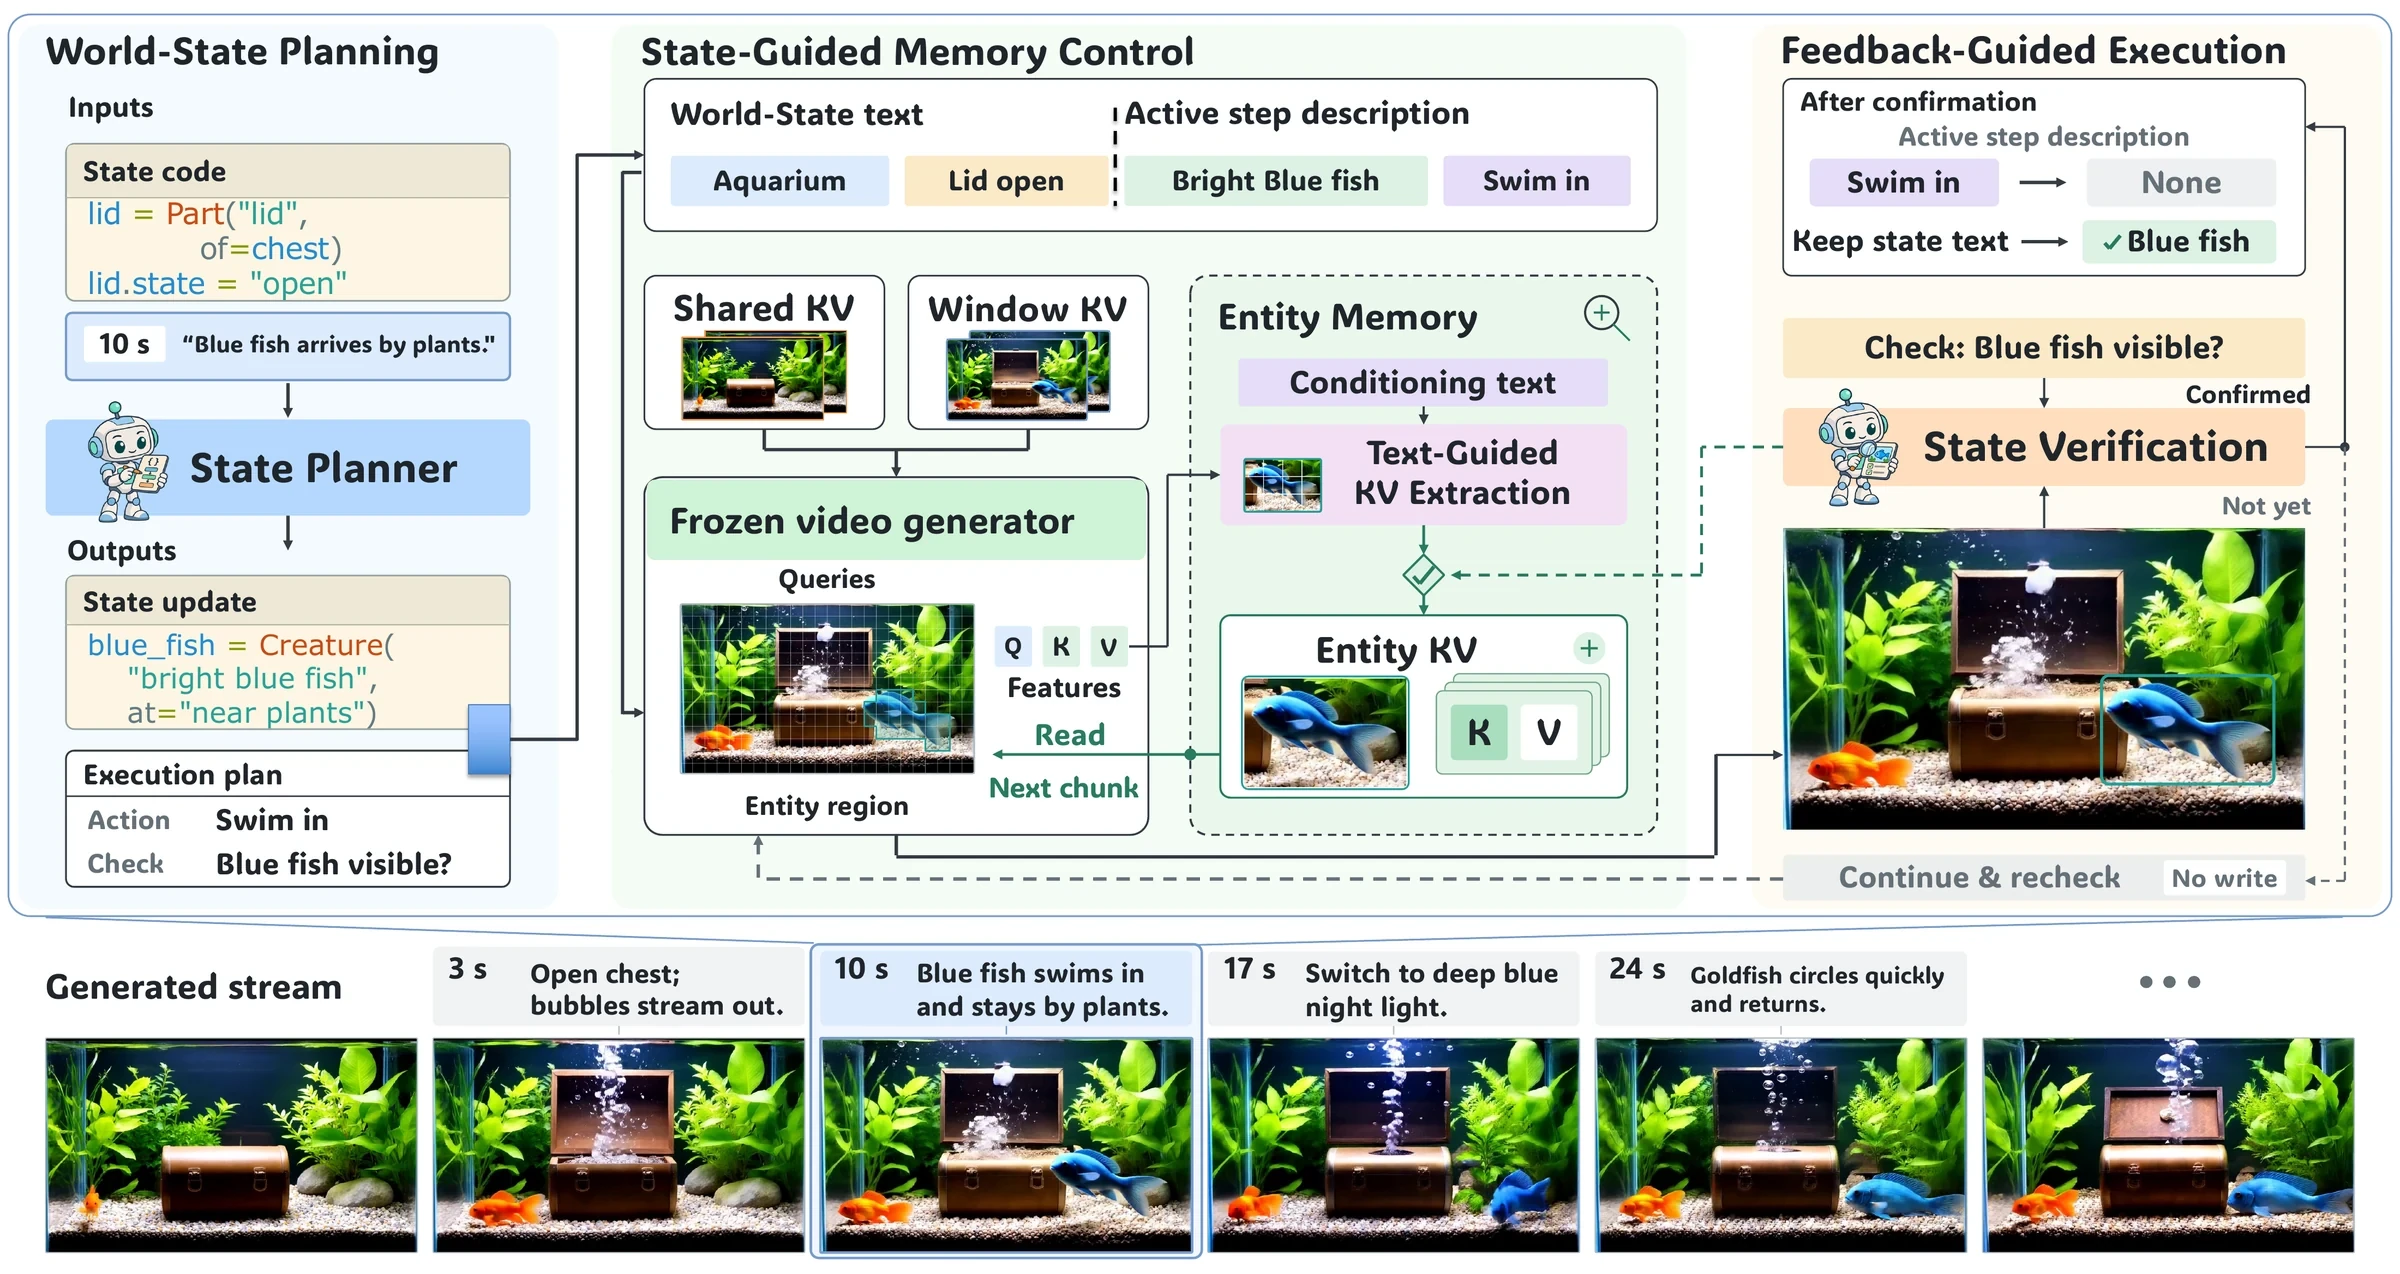 World-State Planning
Inputs
State code
lid = Part("lid",
of=chest)
lid.state = "open"
10 s “Blue fish arrives by plants."
State Planner
Outputs
State update
blue_fish = Creature(
"bright blue fish",
at="near plants")
Execution plan
Action Swim in
Check Blue fish visible?
State-Guided Memory Control
World-State text
Active step description
Aquarium
Lid open
Bright Blue fish
Swim in
Shared KV
Window KV
Frozen video generator
Queries
Q K V
Features
Read
Next chunk
Entity region
Entity Memory
Conditioning text
Text-Guided
KV Extraction
Entity KV
K V
Feedback-Guided Execution
After confirmation
Active step description
Swim in
None
Keep state text
Blue fish
Check: Blue fish visible?
Confirmed
State Verification
Not yet
Continue & recheck
No write
Generated stream
3 s Open chest;
bubbles stream out.
10 s Blue fish swims in
and stays by plants.
17 s Switch to deep blue
night light.
24 s Goldfish circles quickly
and returns.